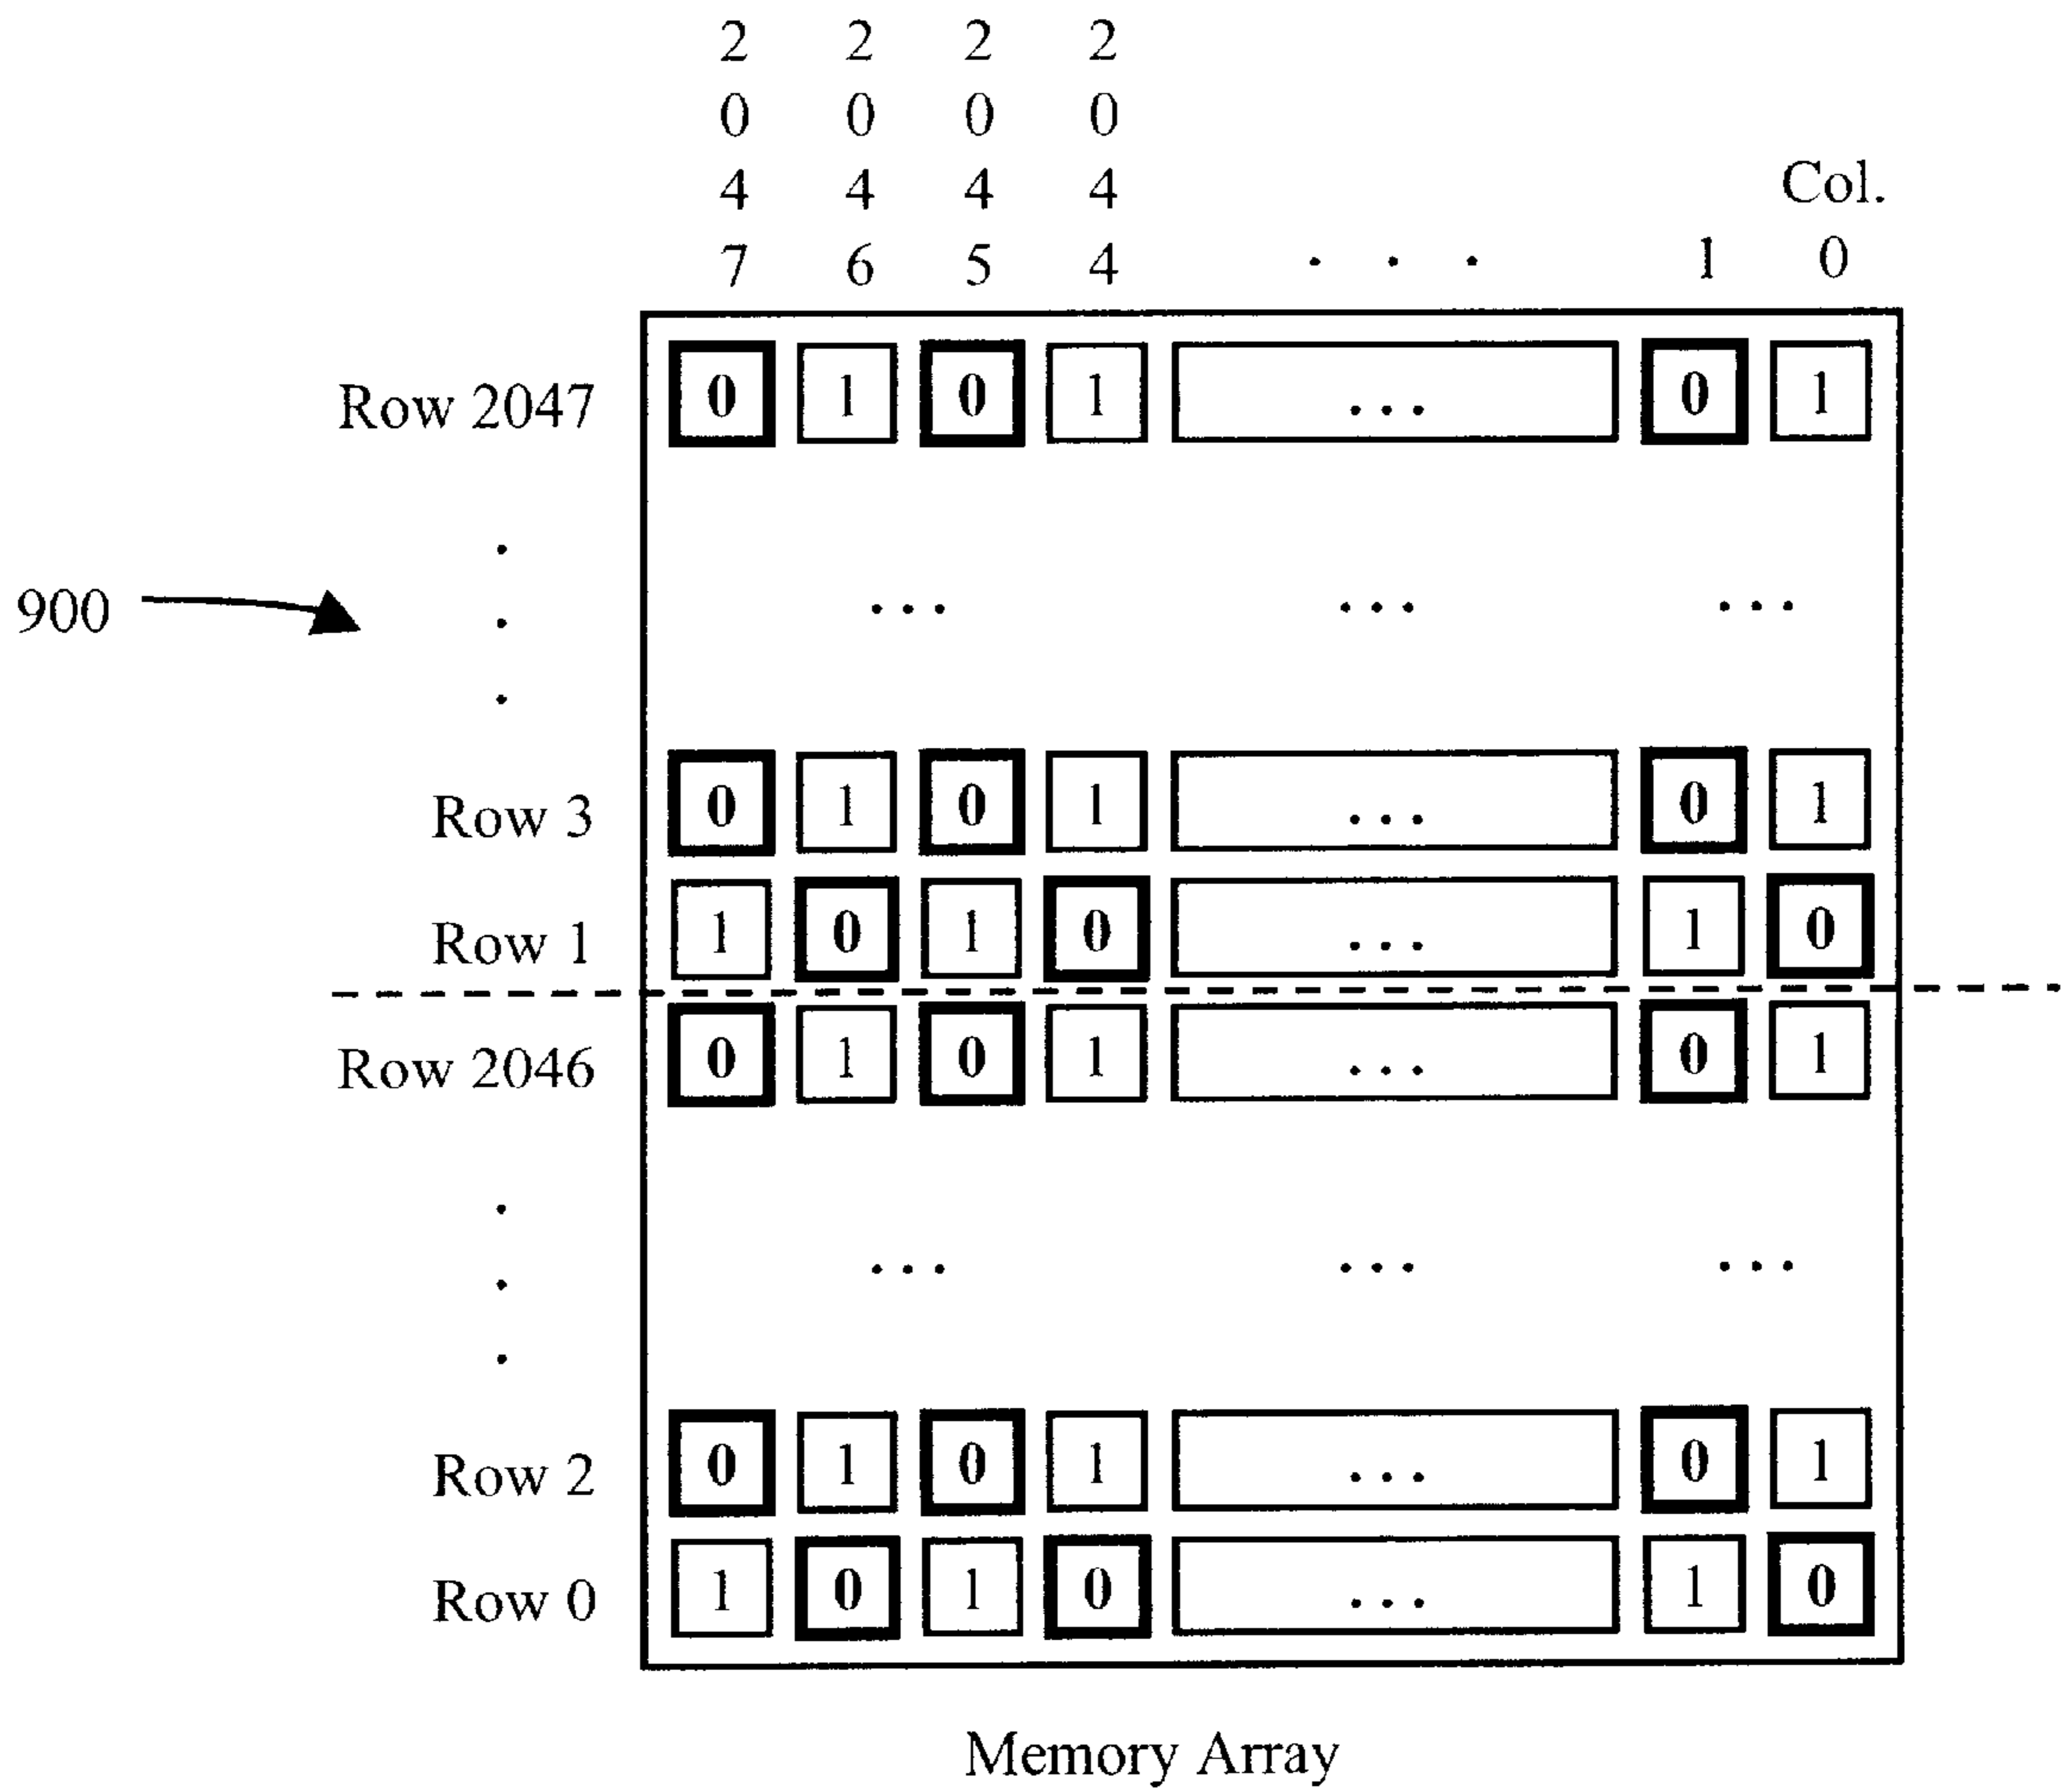 2 2 2 2
0 0 0 0
4 4 4 4 Col.
7 6 5 4 . . . 1 0
Row 2047 0 1 0 1 ... 0 1
900 ... ... ...
Row 3 0 1 0 1 ... 0 1
Row 1 1 0 1 0 ... 1 0
Row 2046 0 1 0 1 ... 0 1
... ... ...
Row 2 0 1 0 1 ... 0 1
Row 0 1 0 1 0 ... 1 0
Memory Array